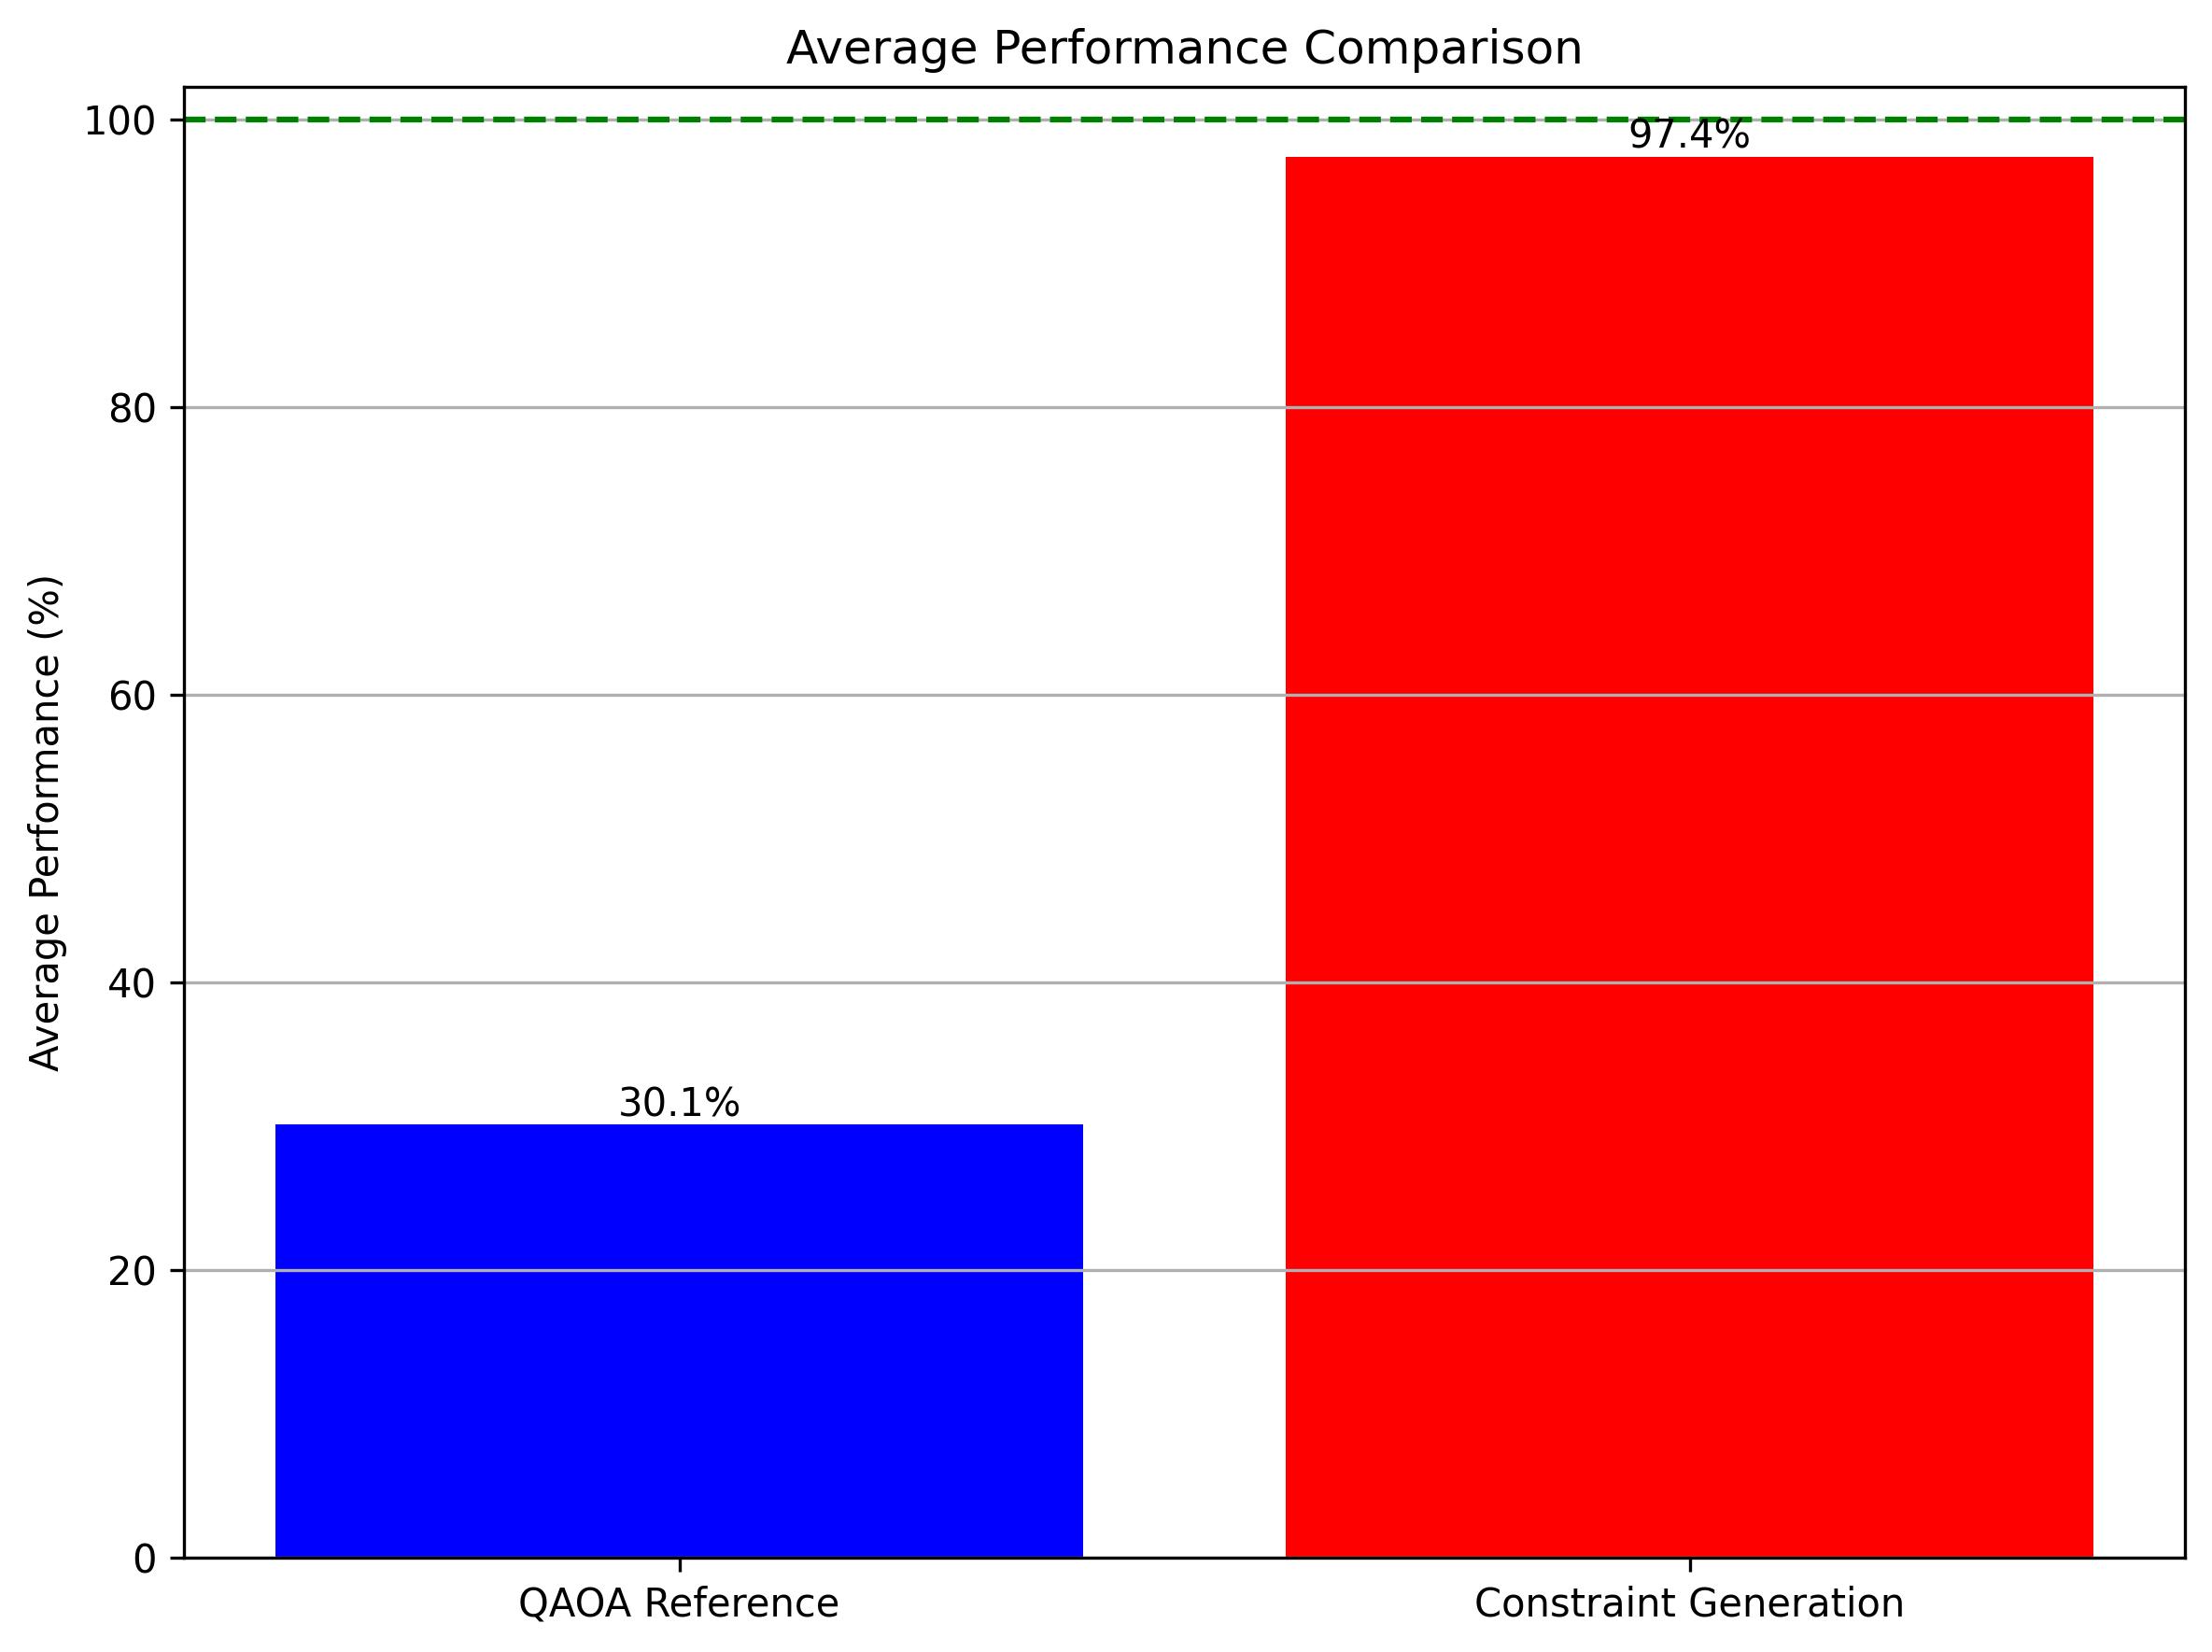 Average Performance Comparison
Average Performance (%)
100
80
60
40
20
0
30.1%
97.4%
QAOA Reference
Constraint Generation